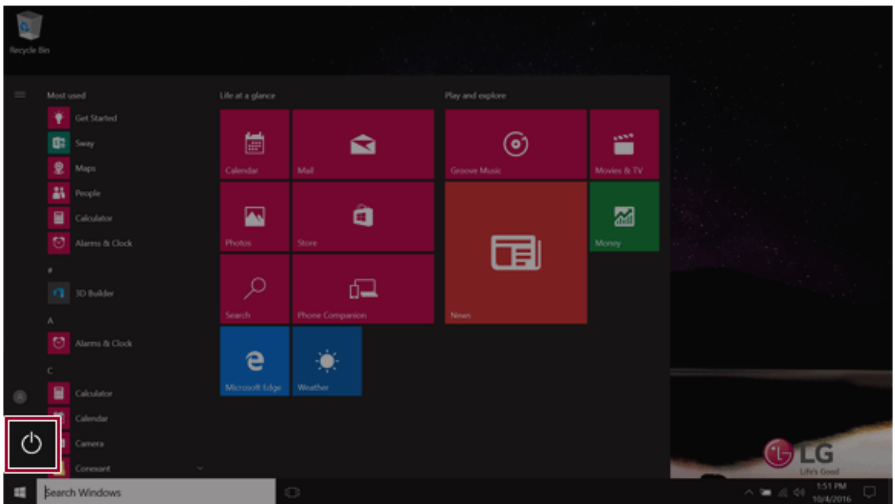 Recycle Bin
Most used
Get Started
Sway
Maps
People
Calculator
Alarms & Clock
#
3D Builder
A
Alarms & Clock
C
Calculator
Calendar
Camera
Conexant
Life at a glance
Calendar
Mail
Photos
Store
Search
Phone Companion
Microsoft Edge
Weather
Play and explore
Groove Music
Movies & TV
News
Money
LG
Life's Good
Search Windows
1:51 PM
10/4/2016